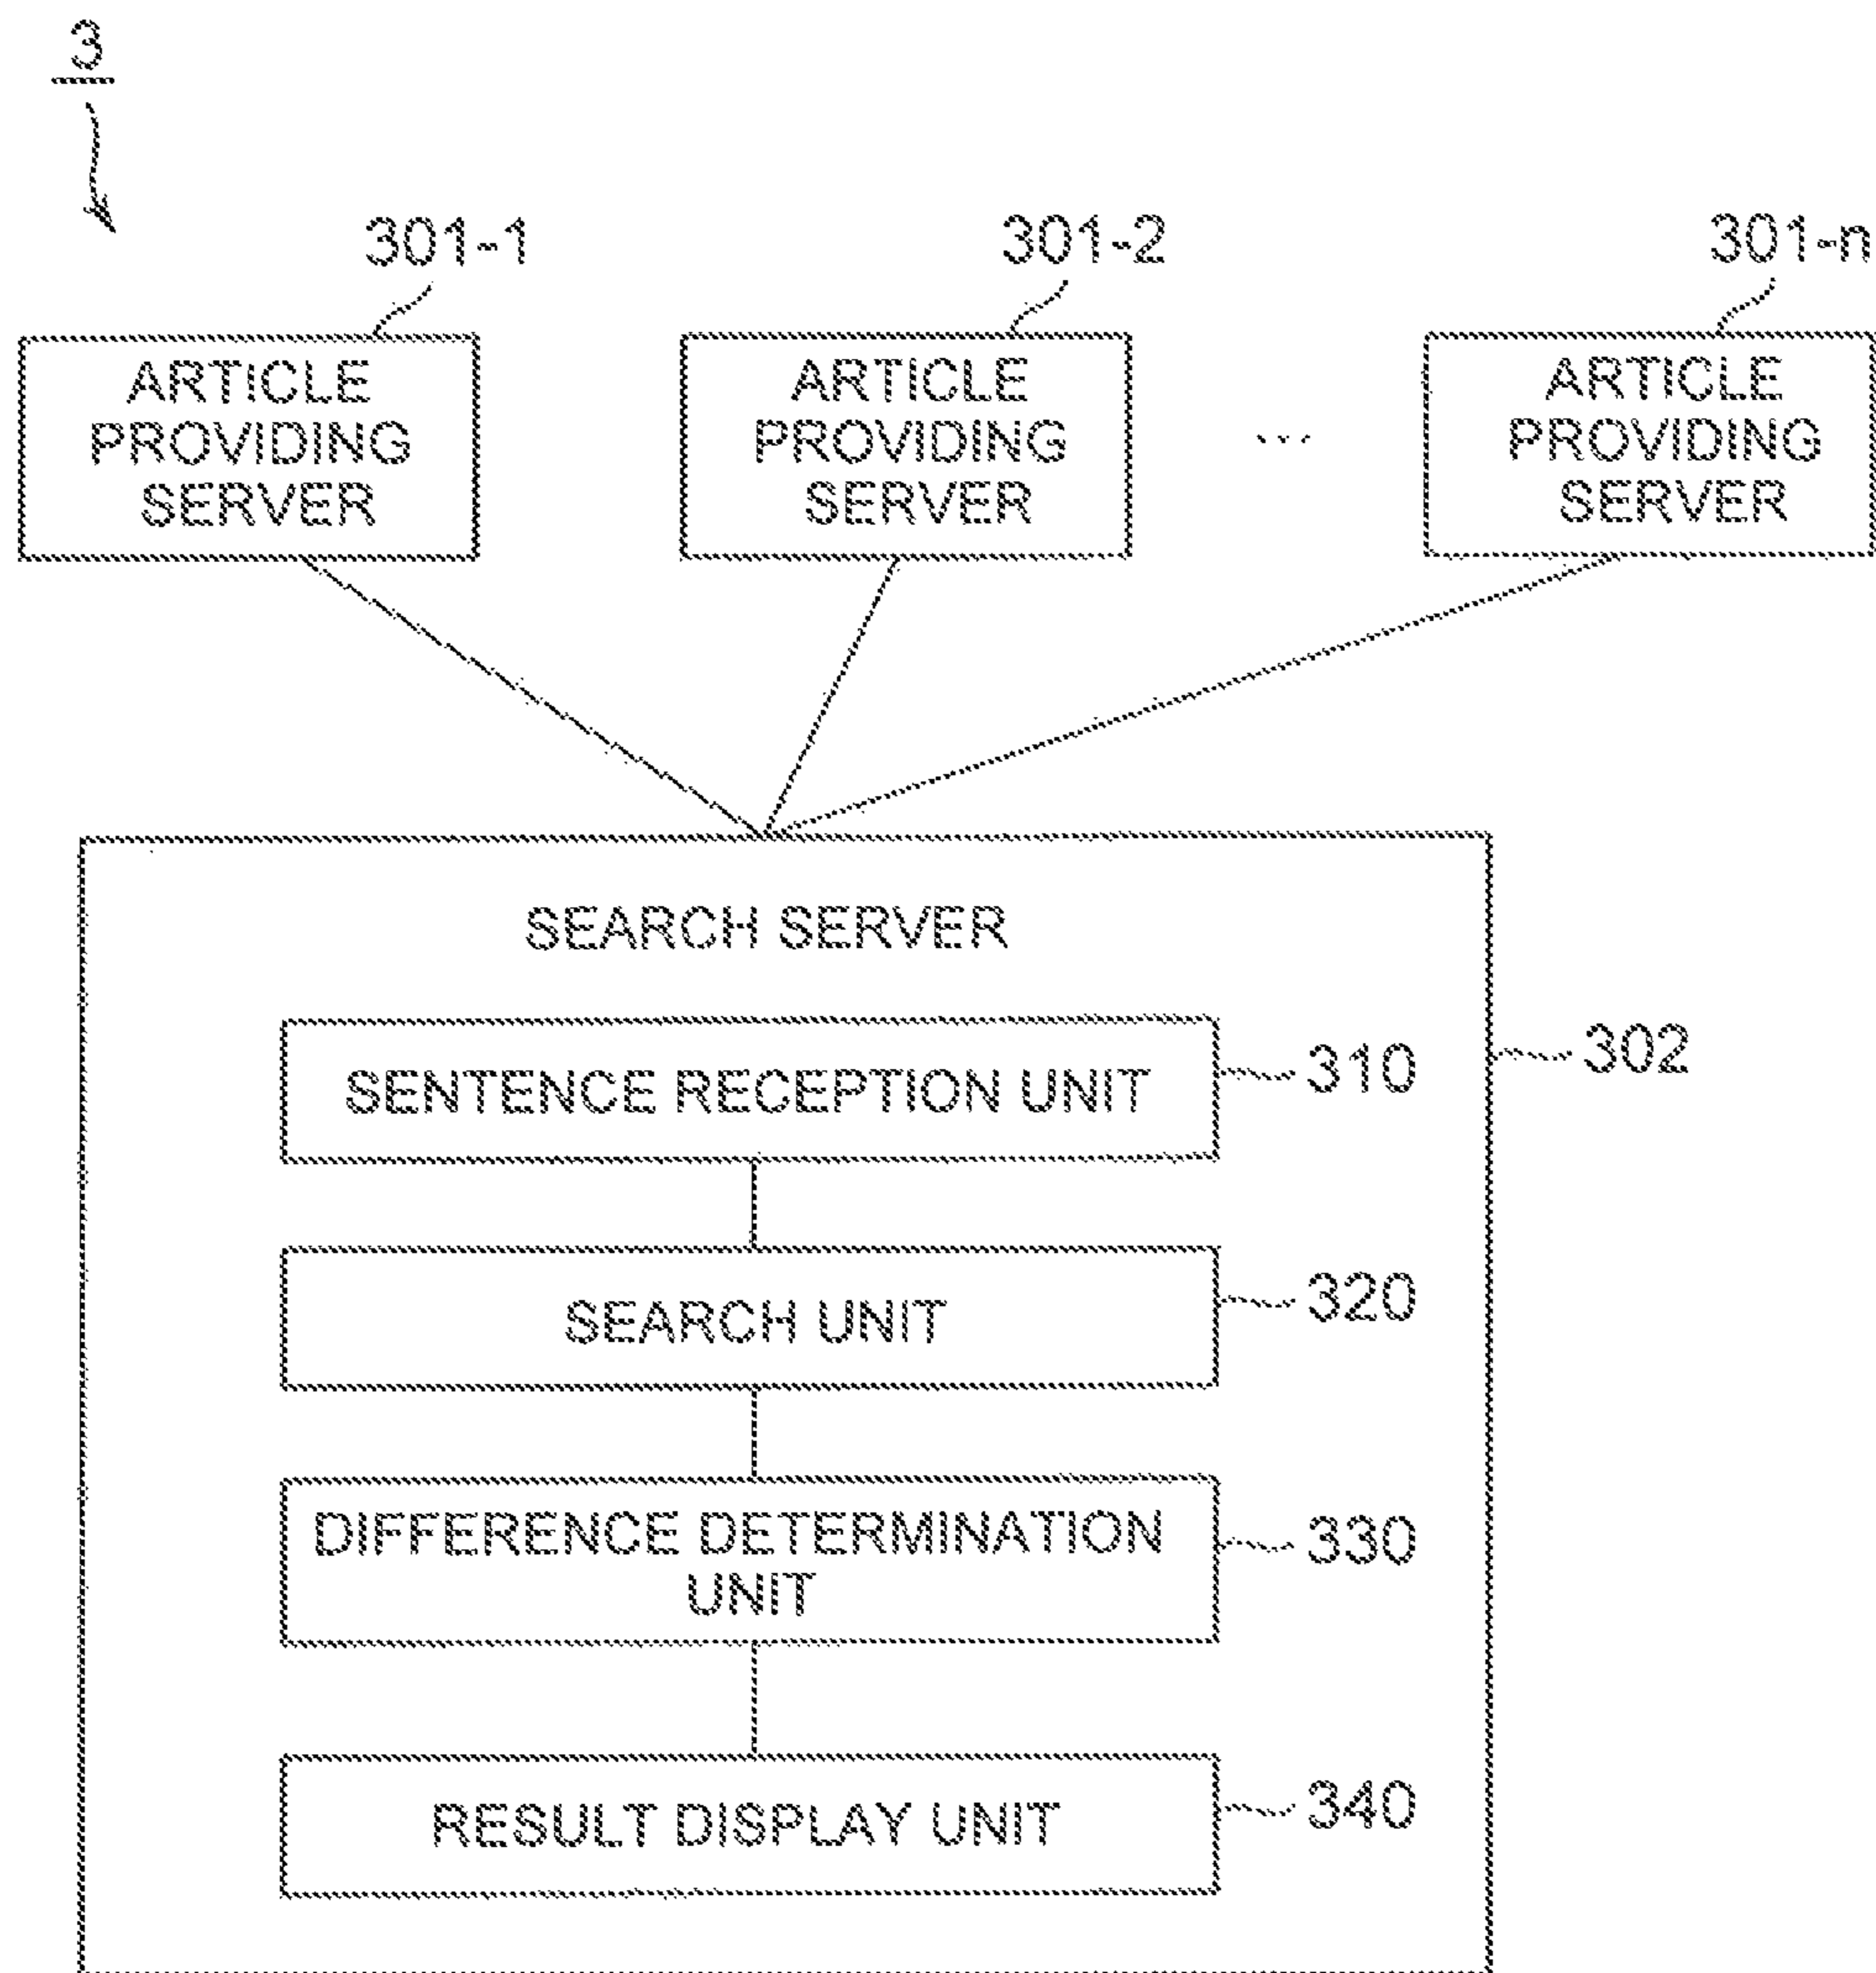 3
301-1
301-2
301-n
ARTICLE
PROVIDING
SERVER
ARTICLE
PROVIDING
SERVER
...
ARTICLE
PROVIDING
SERVER
SEARCH SERVER
302
SENTENCE RECEPTION UNIT
310
SEARCH UNIT
320
DIFFERENCE DETERMINATION
UNIT
330
RESULT DISPLAY UNIT
340